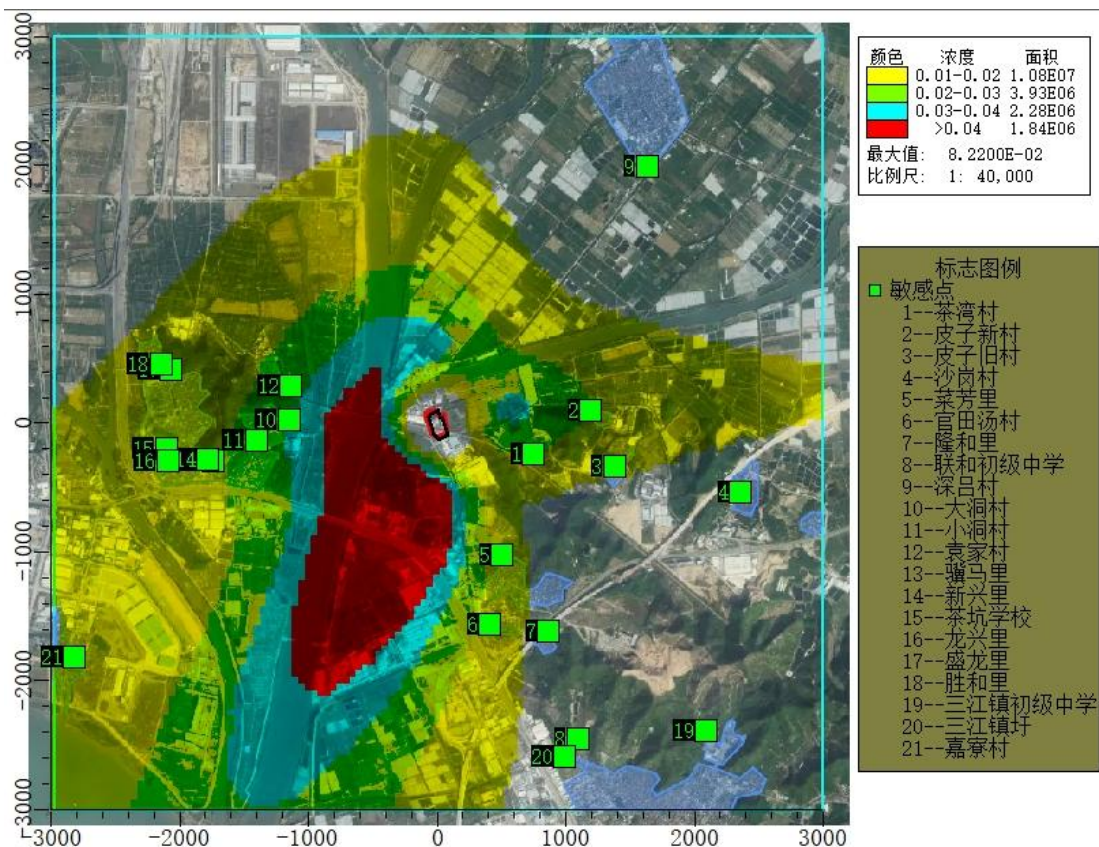 颜色 浓度 面积
0.01-0.02 1.08E07
0.02-0.03 3.93E06
0.03-0.04 2.28E06
>0.04 1.84E06
最大值: 8.2200E-02
比例尺: 1: 40,000
标志图例
敏感点
1--茶湾村
2--皮子新村
3--皮子旧村
4--沙岗村
5--菜芳里
6--官田汤村
7--隆和里
8--联和初级中学
9--深吕村
10--大洞村
11--小洞村
12--袁家村
13--骥马里
14--新兴里
15--茶坑学校
16--龙兴里
17--盛龙里
18--胜和里
19--三江镇初级中学
20--三江镇圩
21--嘉寮村
3000
2000
1000
0
-1000
-2000
-3000
-3000 -2000 -1000 0 1000 2000 3000
9
18
12
2
10
11
1
15
16
14
3
4
5
6
7
21
19
8
20